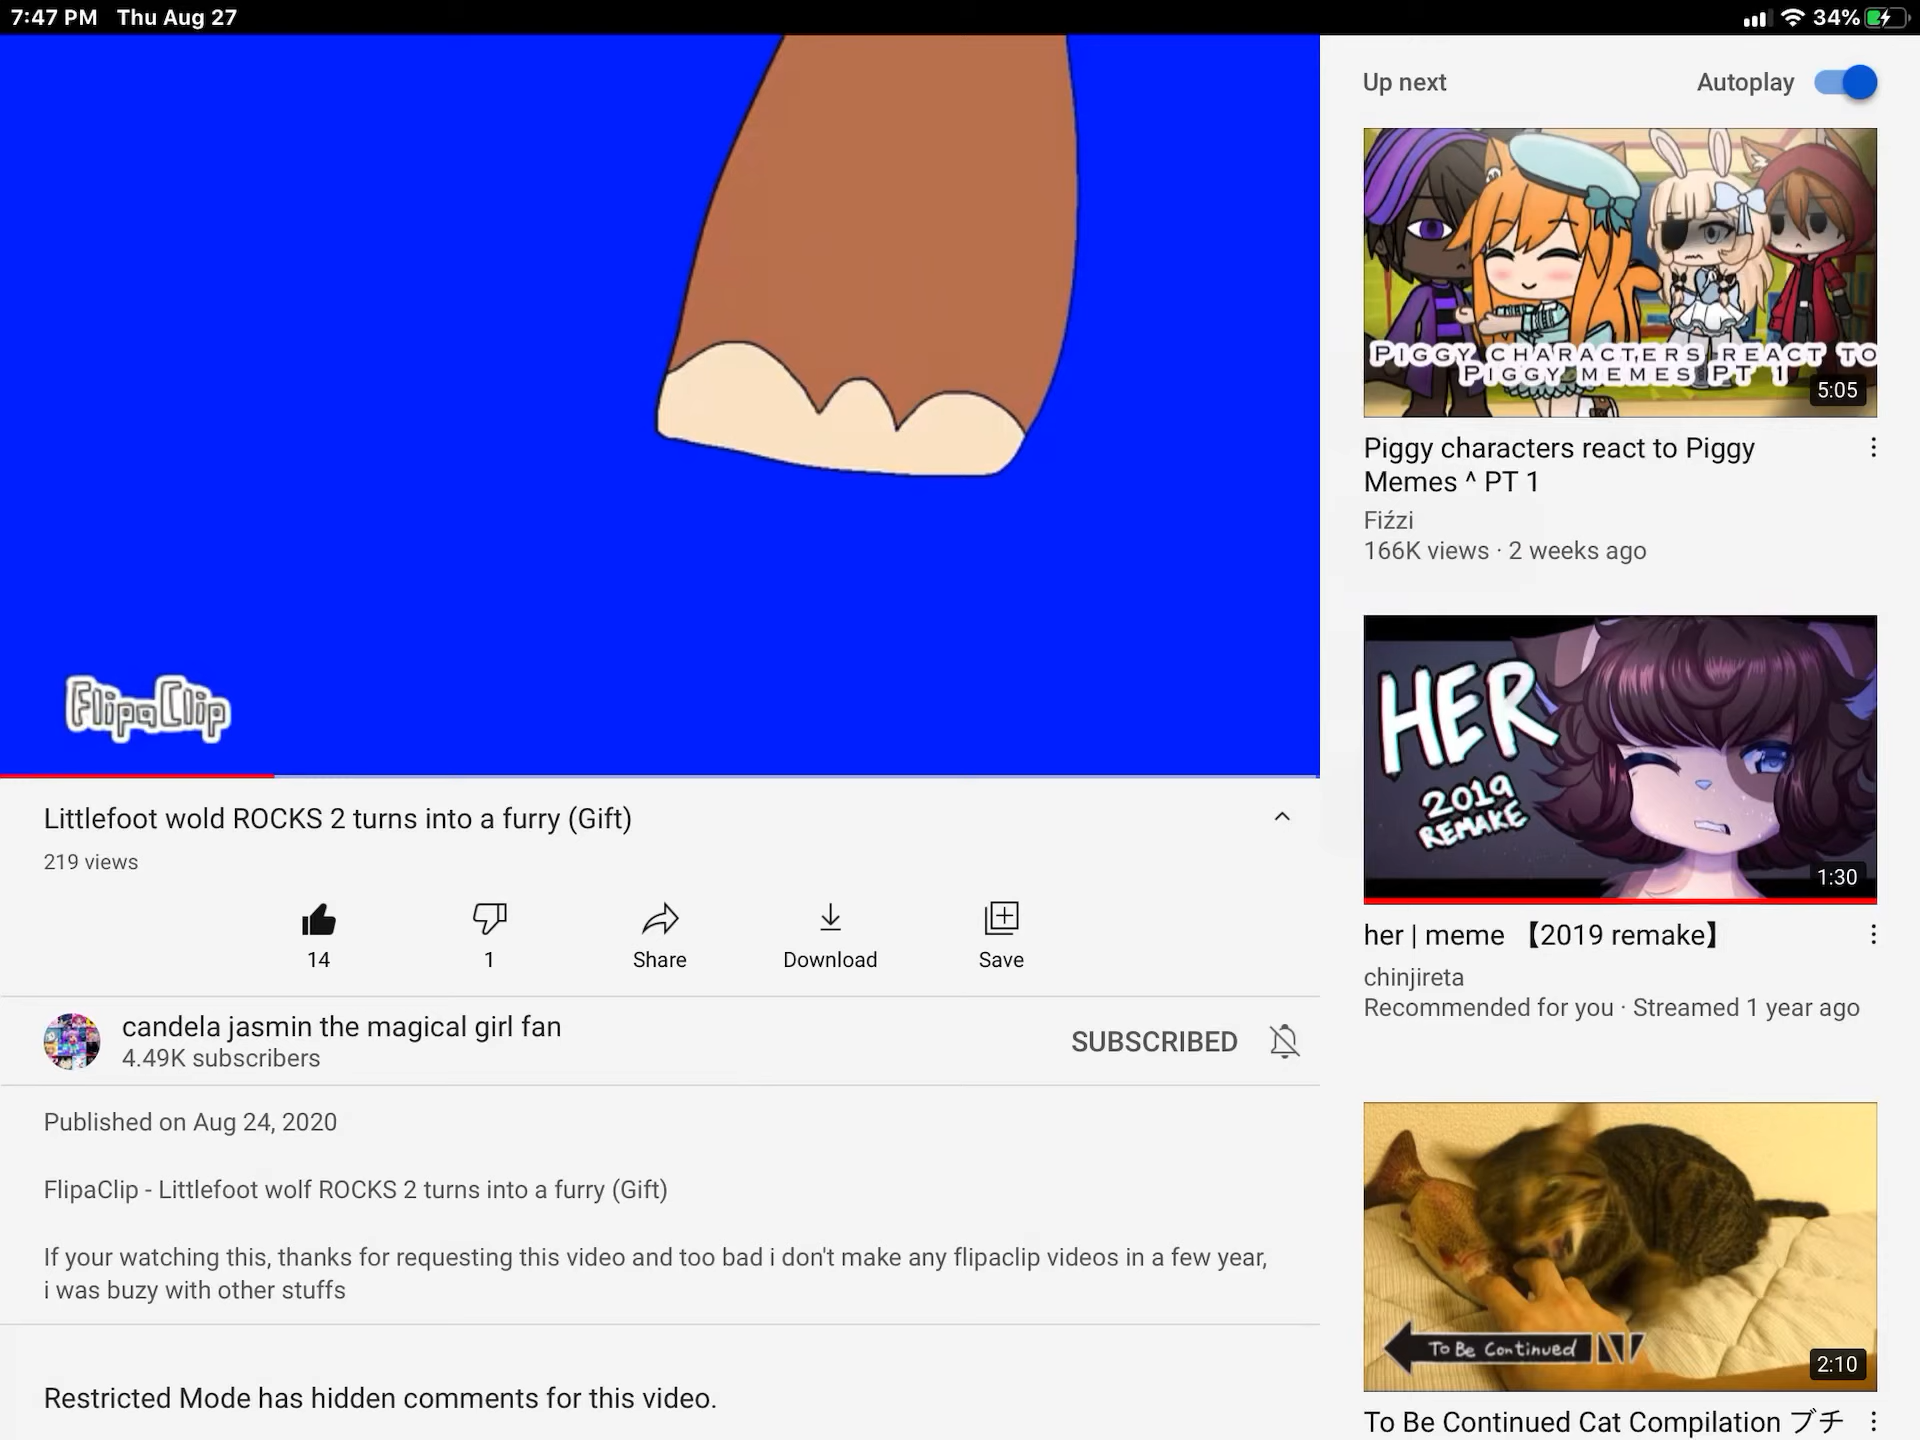 7:47 PM Thu Aug 27
34%
FlipaClip
Littlefoot wold ROCKS 2 turns into a furry (Gift)
219 views
14
1
Share
Download
Save
candela jasmin the magical girl fan
4.49K subscribers
SUBSCRIBED
Published on Aug 24, 2020
FlipaClip - Littlefoot wolf ROCKS 2 turns into a furry (Gift)
If your watching this, thanks for requesting this video and too bad i don't make any flipaclip videos in a few year,
i was buzy with other stuffs
Restricted Mode has hidden comments for this video.
Up next
Autoplay
PIGGY CHARACTERS REACT TO
PIGGY MEMES PT 1
5:05
Piggy characters react to Piggy
Memes ^ PT 1
Fiźzi
166K views · 2 weeks ago
HER
2019
REMAKE
1:30
her | meme 【2019 remake】
chinjireta
Recommended for you · Streamed 1 year ago
To Be Continued
2:10
To Be Continued Cat Compilation ブチ